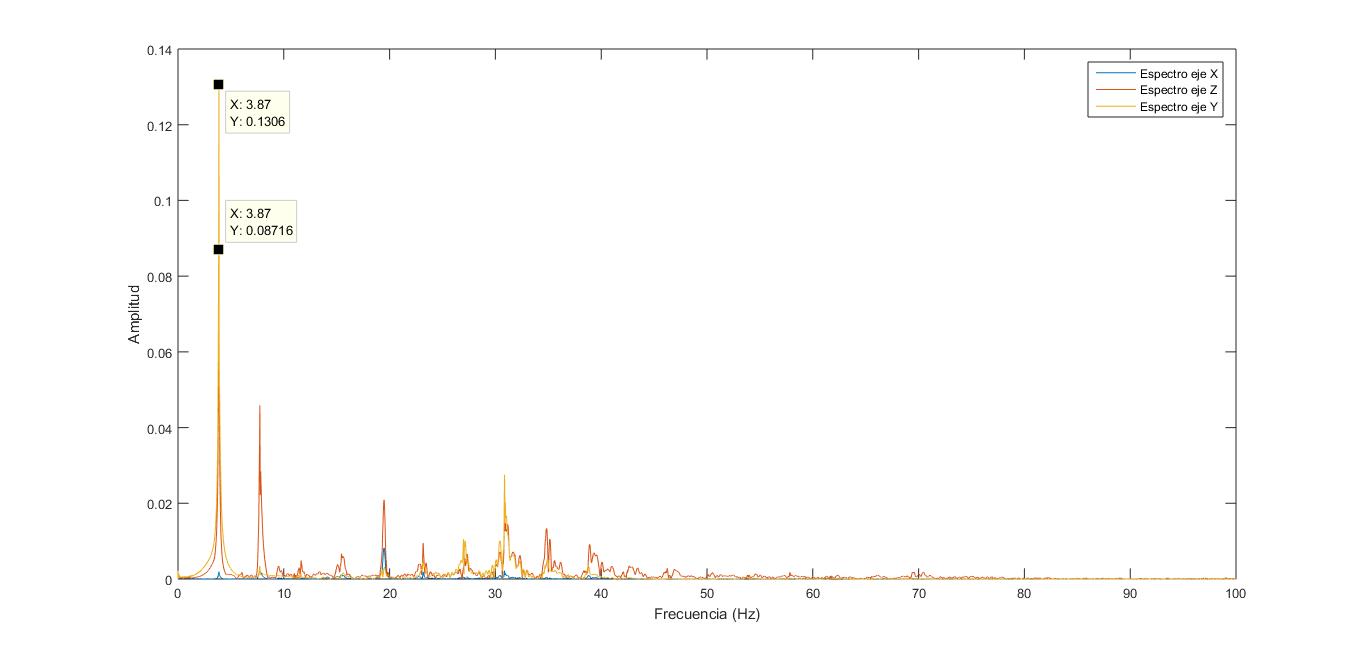 0.14
0.12
0.1
0.08
0.06
0.04
0.02
0
Amplitud
X: 3.87
Y: 0.1306
X: 3.87
Y: 0.08716
Espectro eje X
Espectro eje Z
Espectro eje Y
0 10 20 30 40 50 60 70 80 90 100
Frecuencia (Hz)